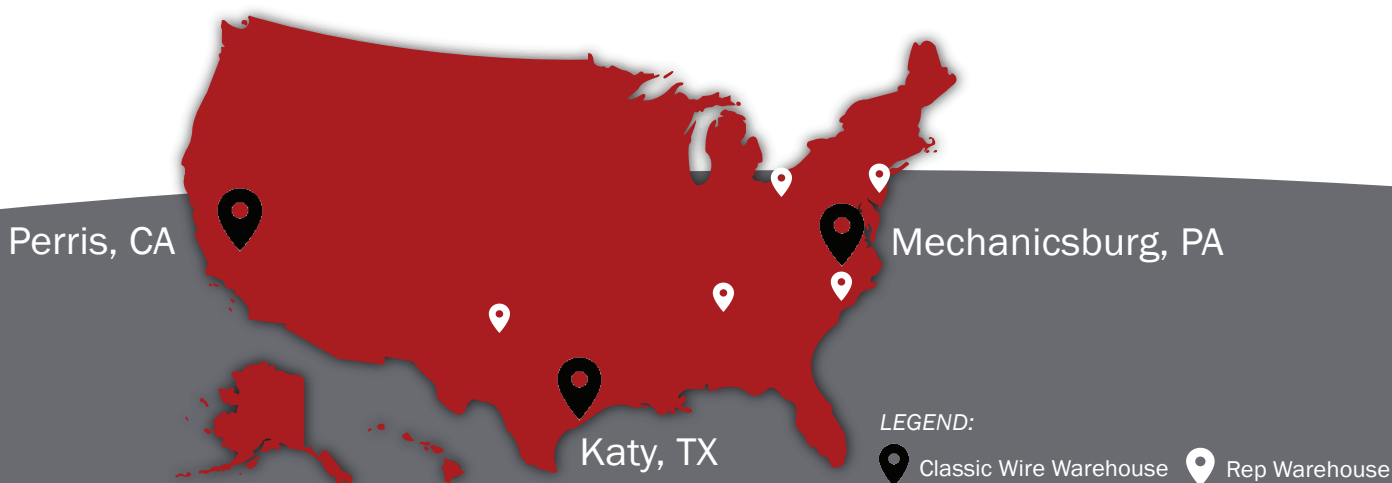 Perris, CA
Mechanicsburg, PA
Katy, TX
LEGEND:
Classic Wire Warehouse
Rep Warehouse